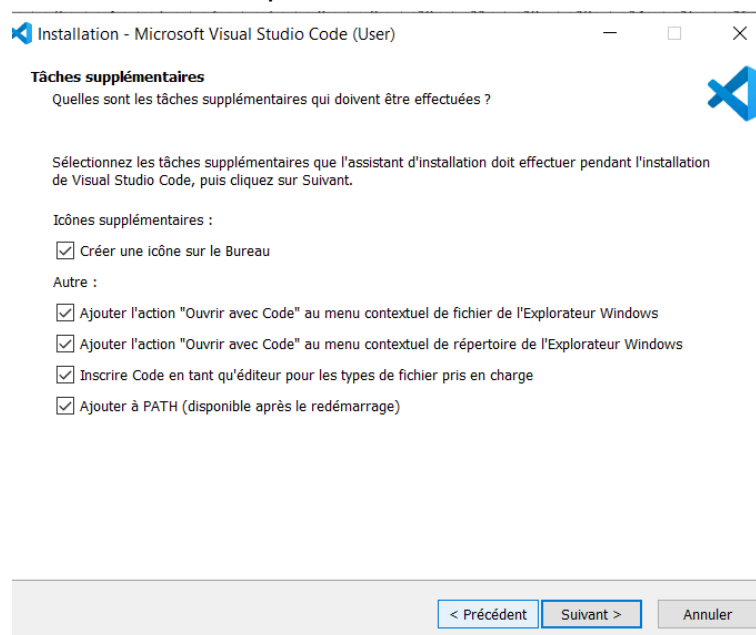 Installation - Microsoft Visual Studio Code (User)
Tâches supplémentaires
Quelles sont les tâches supplémentaires qui doivent être effectuées ?
Sélectionnez les tâches supplémentaires que l'assistant d'installation doit effectuer pendant l'installation
de Visual Studio Code, puis cliquez sur Suivant.
Icônes supplémentaires :
Créer une icône sur le Bureau
Autre :
Ajouter l'action "Ouvrir avec Code" au menu contextuel de fichier de l'Explorateur Windows
Ajouter l'action "Ouvrir avec Code" au menu contextuel de répertoire de l'Explorateur Windows
Inscrire Code en tant qu'éditeur pour les types de fichier pris en charge
Ajouter à PATH (disponible après le redémarrage)
< Précédent Suivant > Annuler